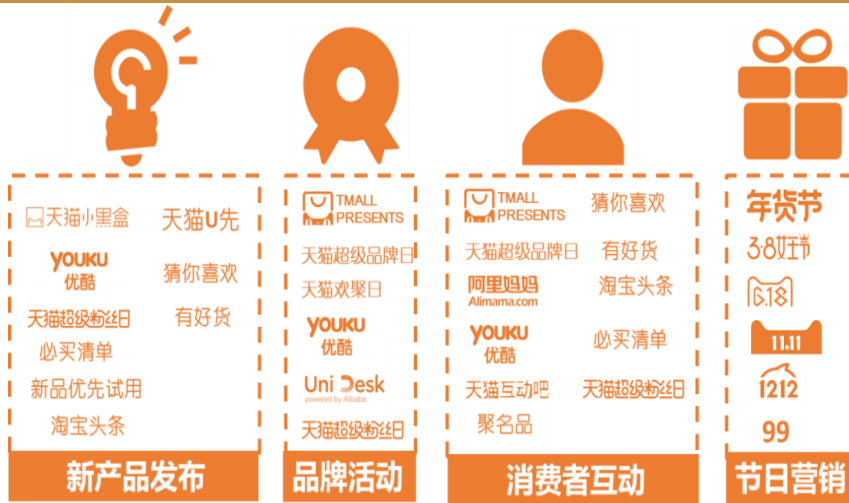 天猫小黑盒
天猫U先
YOUKU
优酷
猜你喜欢
天猫超级粉丝日
有好货
必买清单
新品优先试用
淘宝头条
新产品发布
TMALL
PRESENTS
天猫超级品牌日
天猫欢聚日
YOUKU
优酷
Uni Desk
powered by Alibaba
天猫超级粉丝日
品牌活动
TMALL
PRESENTS
猜你喜欢
天猫超级品牌日
有好货
阿里妈妈
Alimama.com
淘宝头条
YOUKU
优酷
必买清单
天猫互动吧
天猫超级粉丝日
聚名品
消费者互动
年货节
3·8女王节
6.18
11.11
1212
99
节日营销